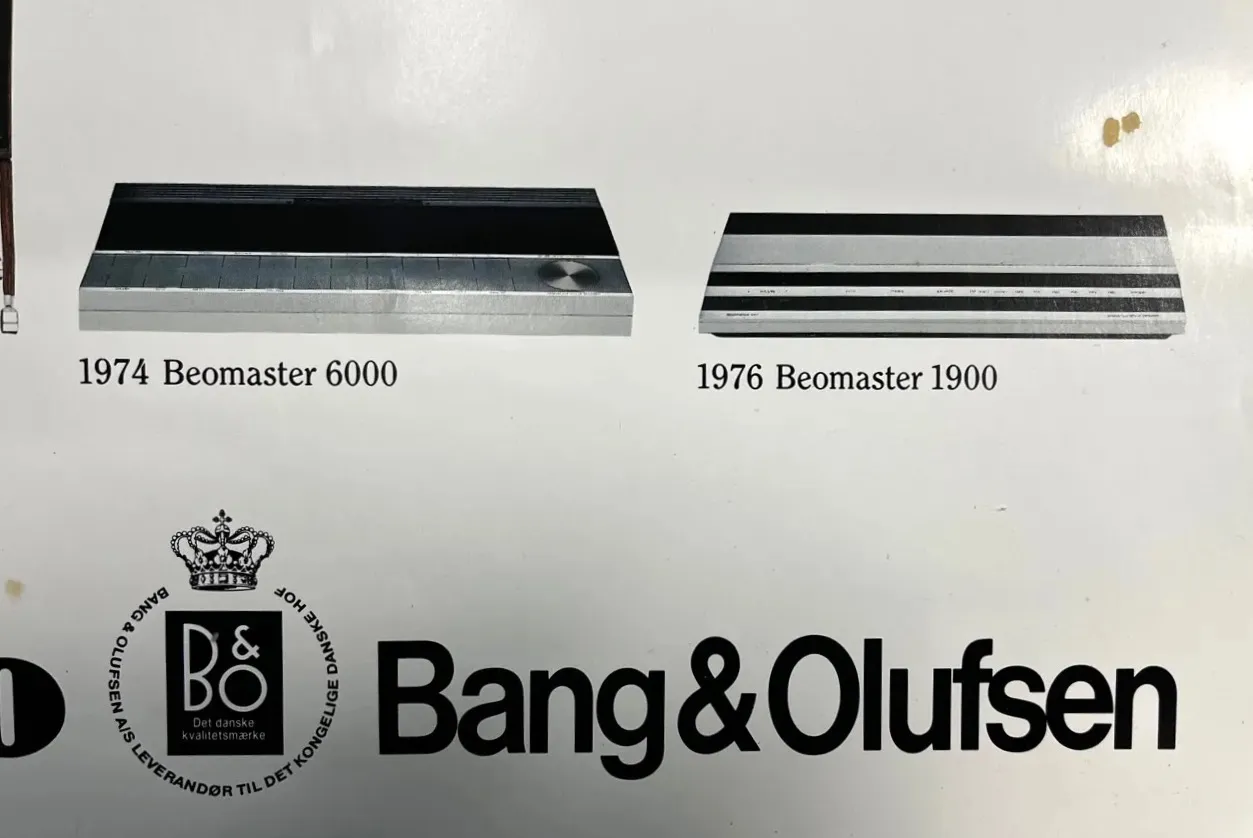 1974 Beomaster 6000
1976 Beomaster 1900
BANG & OLUFSEN A/S LEVERANDØR TIL DET KONGELIGE DANSKE HOF
B&O
Det danske
kvalitetsmærke
Bang&Olufsen